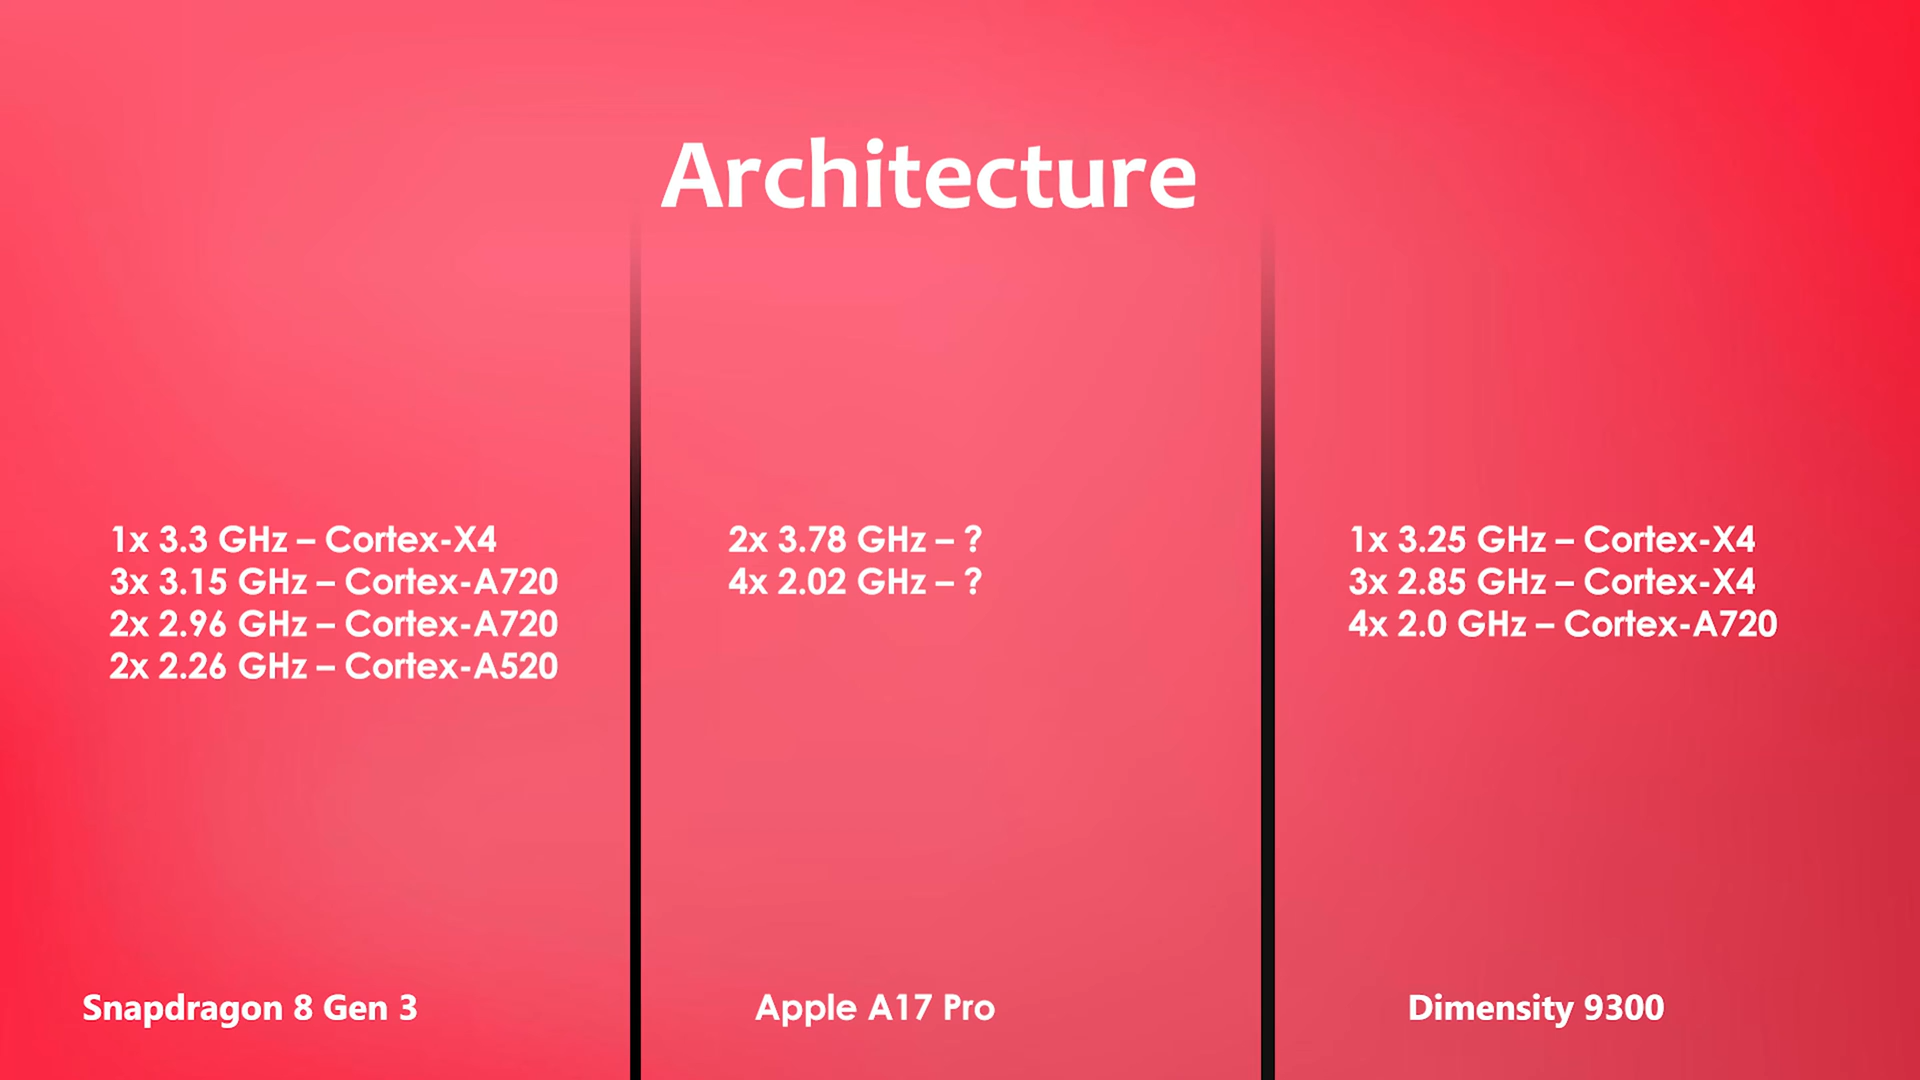 Architecture
1x 3.3 GHz – Cortex-X4
3x 3.15 GHz – Cortex-A720
2x 2.96 GHz – Cortex-A720
2x 2.26 GHz – Cortex-A520
Snapdragon 8 Gen 3
2x 3.78 GHz – ?
4x 2.02 GHz – ?
Apple A17 Pro
1x 3.25 GHz – Cortex-X4
3x 2.85 GHz – Cortex-X4
4x 2.0 GHz – Cortex-A720
Dimensity 9300